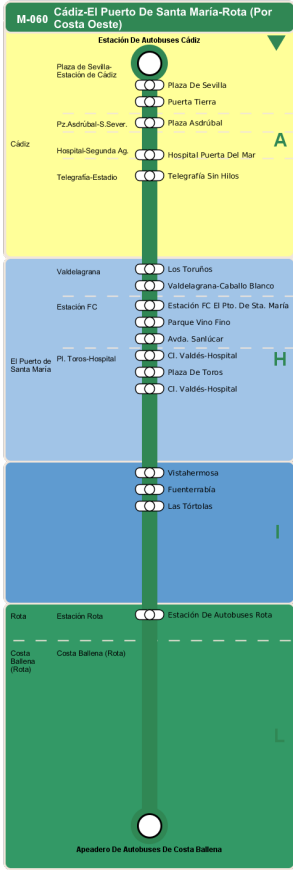 M-060 Cádiz-El Puerto De Santa María-Rota (Por
Costa Oeste)
Estación De Autobuses Cádiz
Plaza de Sevilla-
Estación de Cádiz
Plaza De Sevilla
Puerta Tierra
Pz.Asdrúbal-S.Sever. Plaza Asdrúbal
A
Cádiz
Hospital-Segunda Ag. Hospital Puerta Del Mar
Telegrafía-Estadio Telegrafía Sin Hilos
Valdelagrana Los Toruños
Valdelagrana-Caballo Blanco
Estación FC Estación FC El Pto. De Sta. María
Parque Vino Fino
Avda. Sanlúcar
El Puerto de
Santa María
Pl. Toros-Hospital Cl. Valdés-Hospital
H
Plaza De Toros
Cl. Valdés-Hospital
Vistahermosa
Fuenterrabía
Las Tórtolas
I
Rota Estación Rota Estación De Autobuses Rota
Costa
Ballena
(Rota)
Costa Ballena (Rota)
L
Apeadero De Autobuses De Costa Ballena